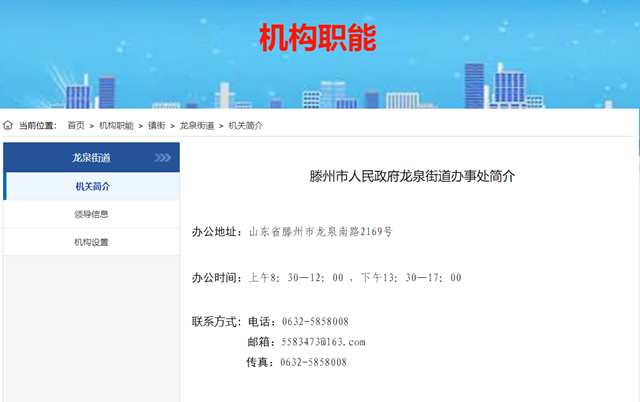 机构职能
当前位置： 首页 > 机构职能 > 镇街 > 龙泉街道 > 机关简介
龙泉街道
机关简介
领导信息
机构设置
滕州市人民政府龙泉街道办事处简介
办公地址：山东省滕州市龙泉南路2169号
办公时间：上午8：30—12：00 ，下午13：30—17：00
联系方式：电话：0632-5858008
邮箱：5583473@163.com
传真：0632-5858008